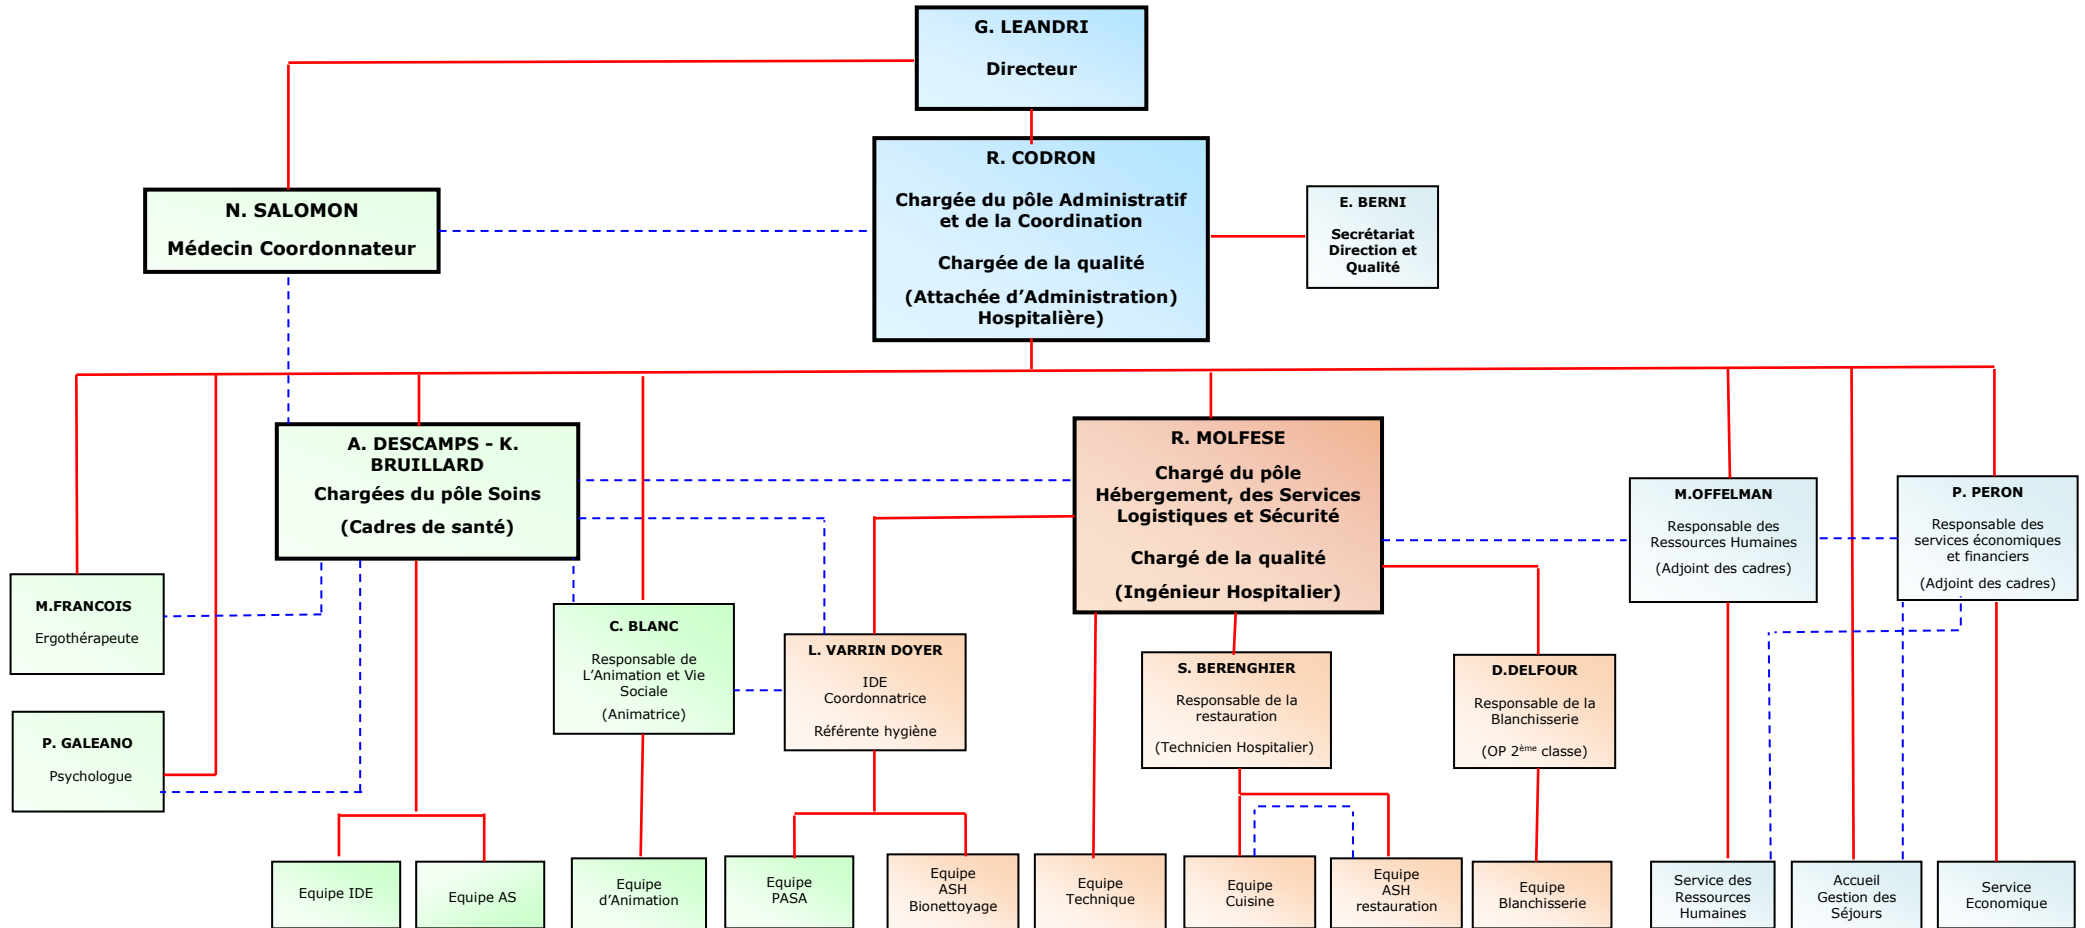 G. LEANDRI
Directeur
R. CODRON
Chargée du pôle Administratif
et de la Coordination
Chargée de la qualité
(Attachée d’Administration)
Hospitalière)
N. SALOMON
Médecin Coordonnateur
E. BERNI
Secrétariat
Direction et
Qualité
A. DESCAMPS - K.
BRUILLARD
Chargées du pôle Soins
(Cadres de santé)
R. MOLFESE
Chargé du pôle
Hébergement, des Services
Logistiques et Sécurité
Chargé de la qualité
(Ingénieur Hospitalier)
M.OFFELMAN
Responsable des
Ressources Humaines
(Adjoint des cadres)
P. PERON
Responsable des
services économiques
et financiers
(Adjoint des cadres)
M.FRANCOIS
Ergothérapeute
C. BLANC
Responsable de
L’Animation et Vie
Sociale
(Animatrice)
L. VARRIN DOYER
IDE
Coordonnatrice
Référente hygiène
S. BERENGHIER
Responsable de la
restauration
(Technicien Hospitalier)
D.DELFOUR
Responsable de la
Blanchisserie
(OP 2ème classe)
P. GALEANO
Psychologue
Equipe IDE
Equipe AS
Equipe
d’Animation
Equipe
PASA
Equipe
ASH
Bionettoyage
Equipe
Technique
Equipe
Cuisine
Equipe
ASH
restauration
Equipe
Blanchisserie
Service des
Ressources
Humaines
Accueil
Gestion des
Séjours
Service
Economique